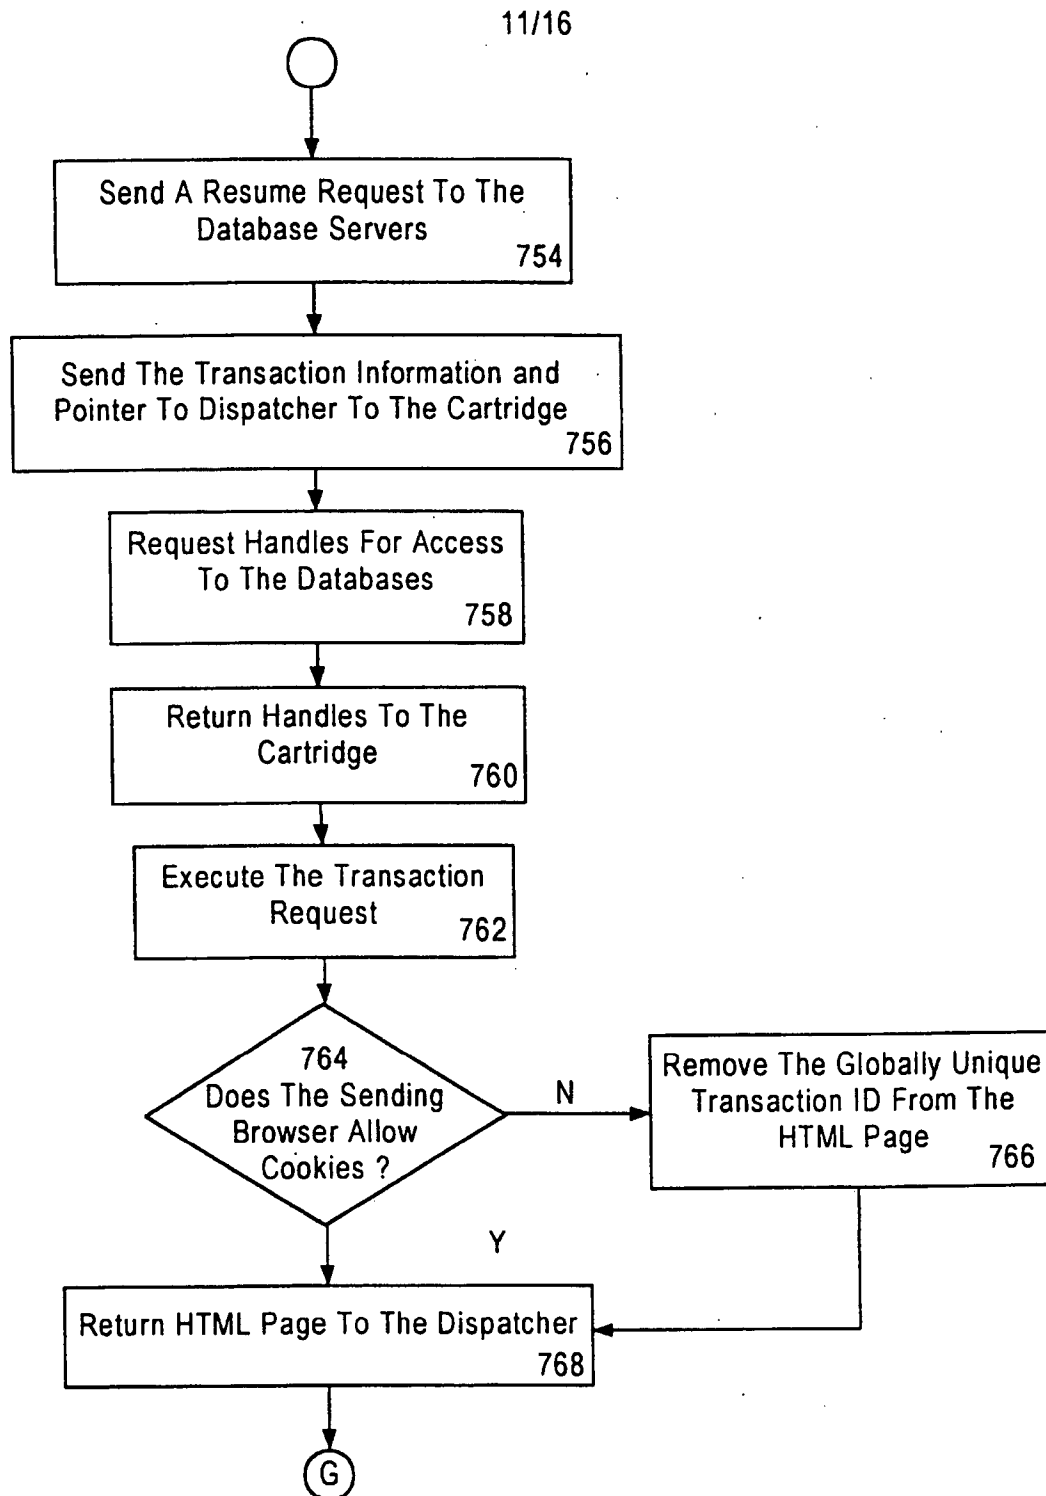 11/16
Send A Resume Request To The
Database Servers
754
Send The Transaction Information and
Pointer To Dispatcher To The Cartridge
756
Request Handles For Access
To The Databases
758
Return Handles To The
Cartridge
760
Execute The Transaction
Request
762
764
Does The Sending
Browser Allow
Cookies ?
N
Remove The Globally Unique
Transaction ID From The
HTML Page
766
Y
Return HTML Page To The Dispatcher
768
G